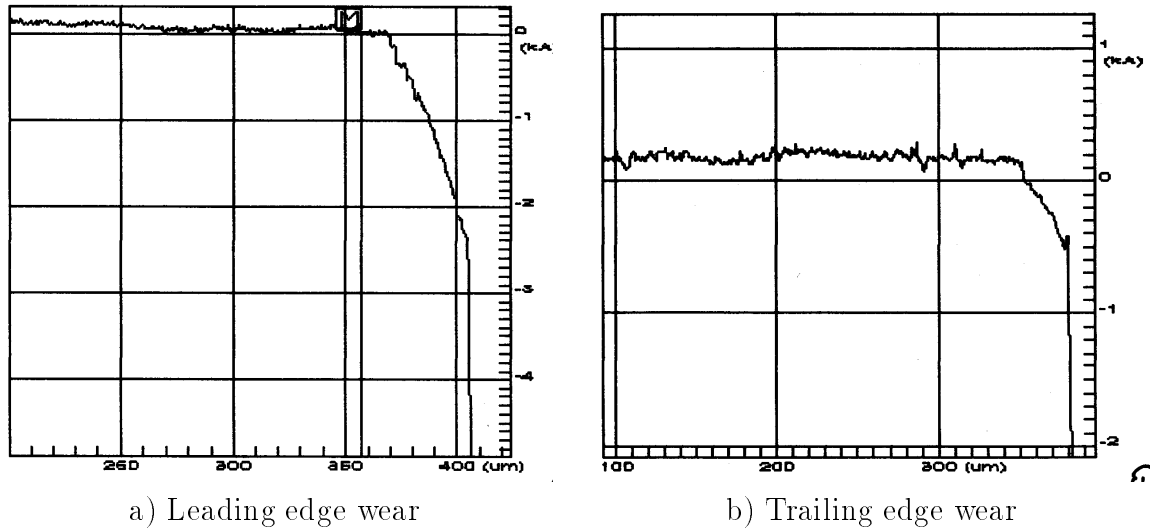 0
(kA)
-1
-2
-3
-4
250 300 350 400 (um)
M
a) Leading edge wear
1
(kA)
0
-1
-2
100 200 300 (um)
b) Trailing edge wear